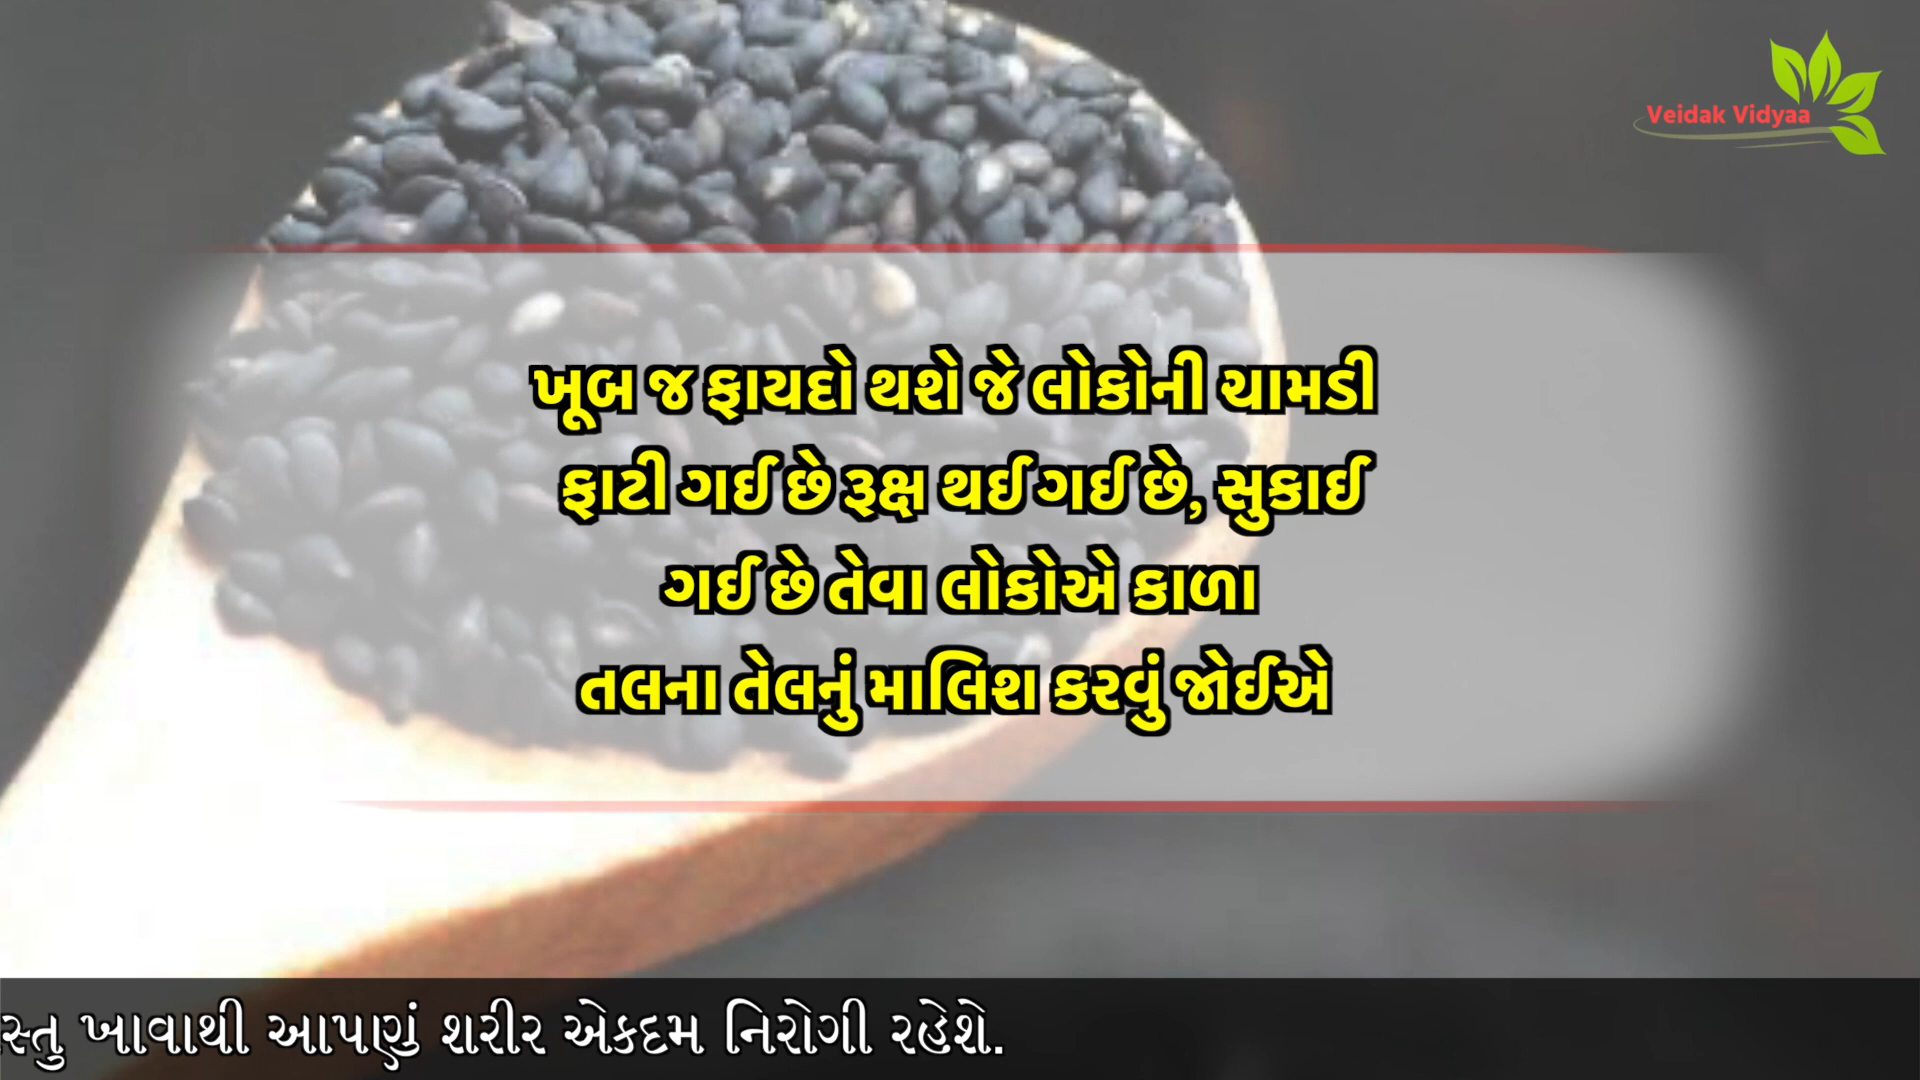 Veidak Vidyaa
ખૂબ જ ફાયદો થશે જે લોકોની ચામડી
ફાટી ગઈ છે રૂક્ષ થઈ ગઈ છે, સુકાઈ
ગઈ છે તેવા લોકોએ કાળા
તલના તેલનું માલિશ કરવું જોઈએ
સ્તુ ખાવાથી આપણું શરીર એકદમ નિરોગી રહેશે.